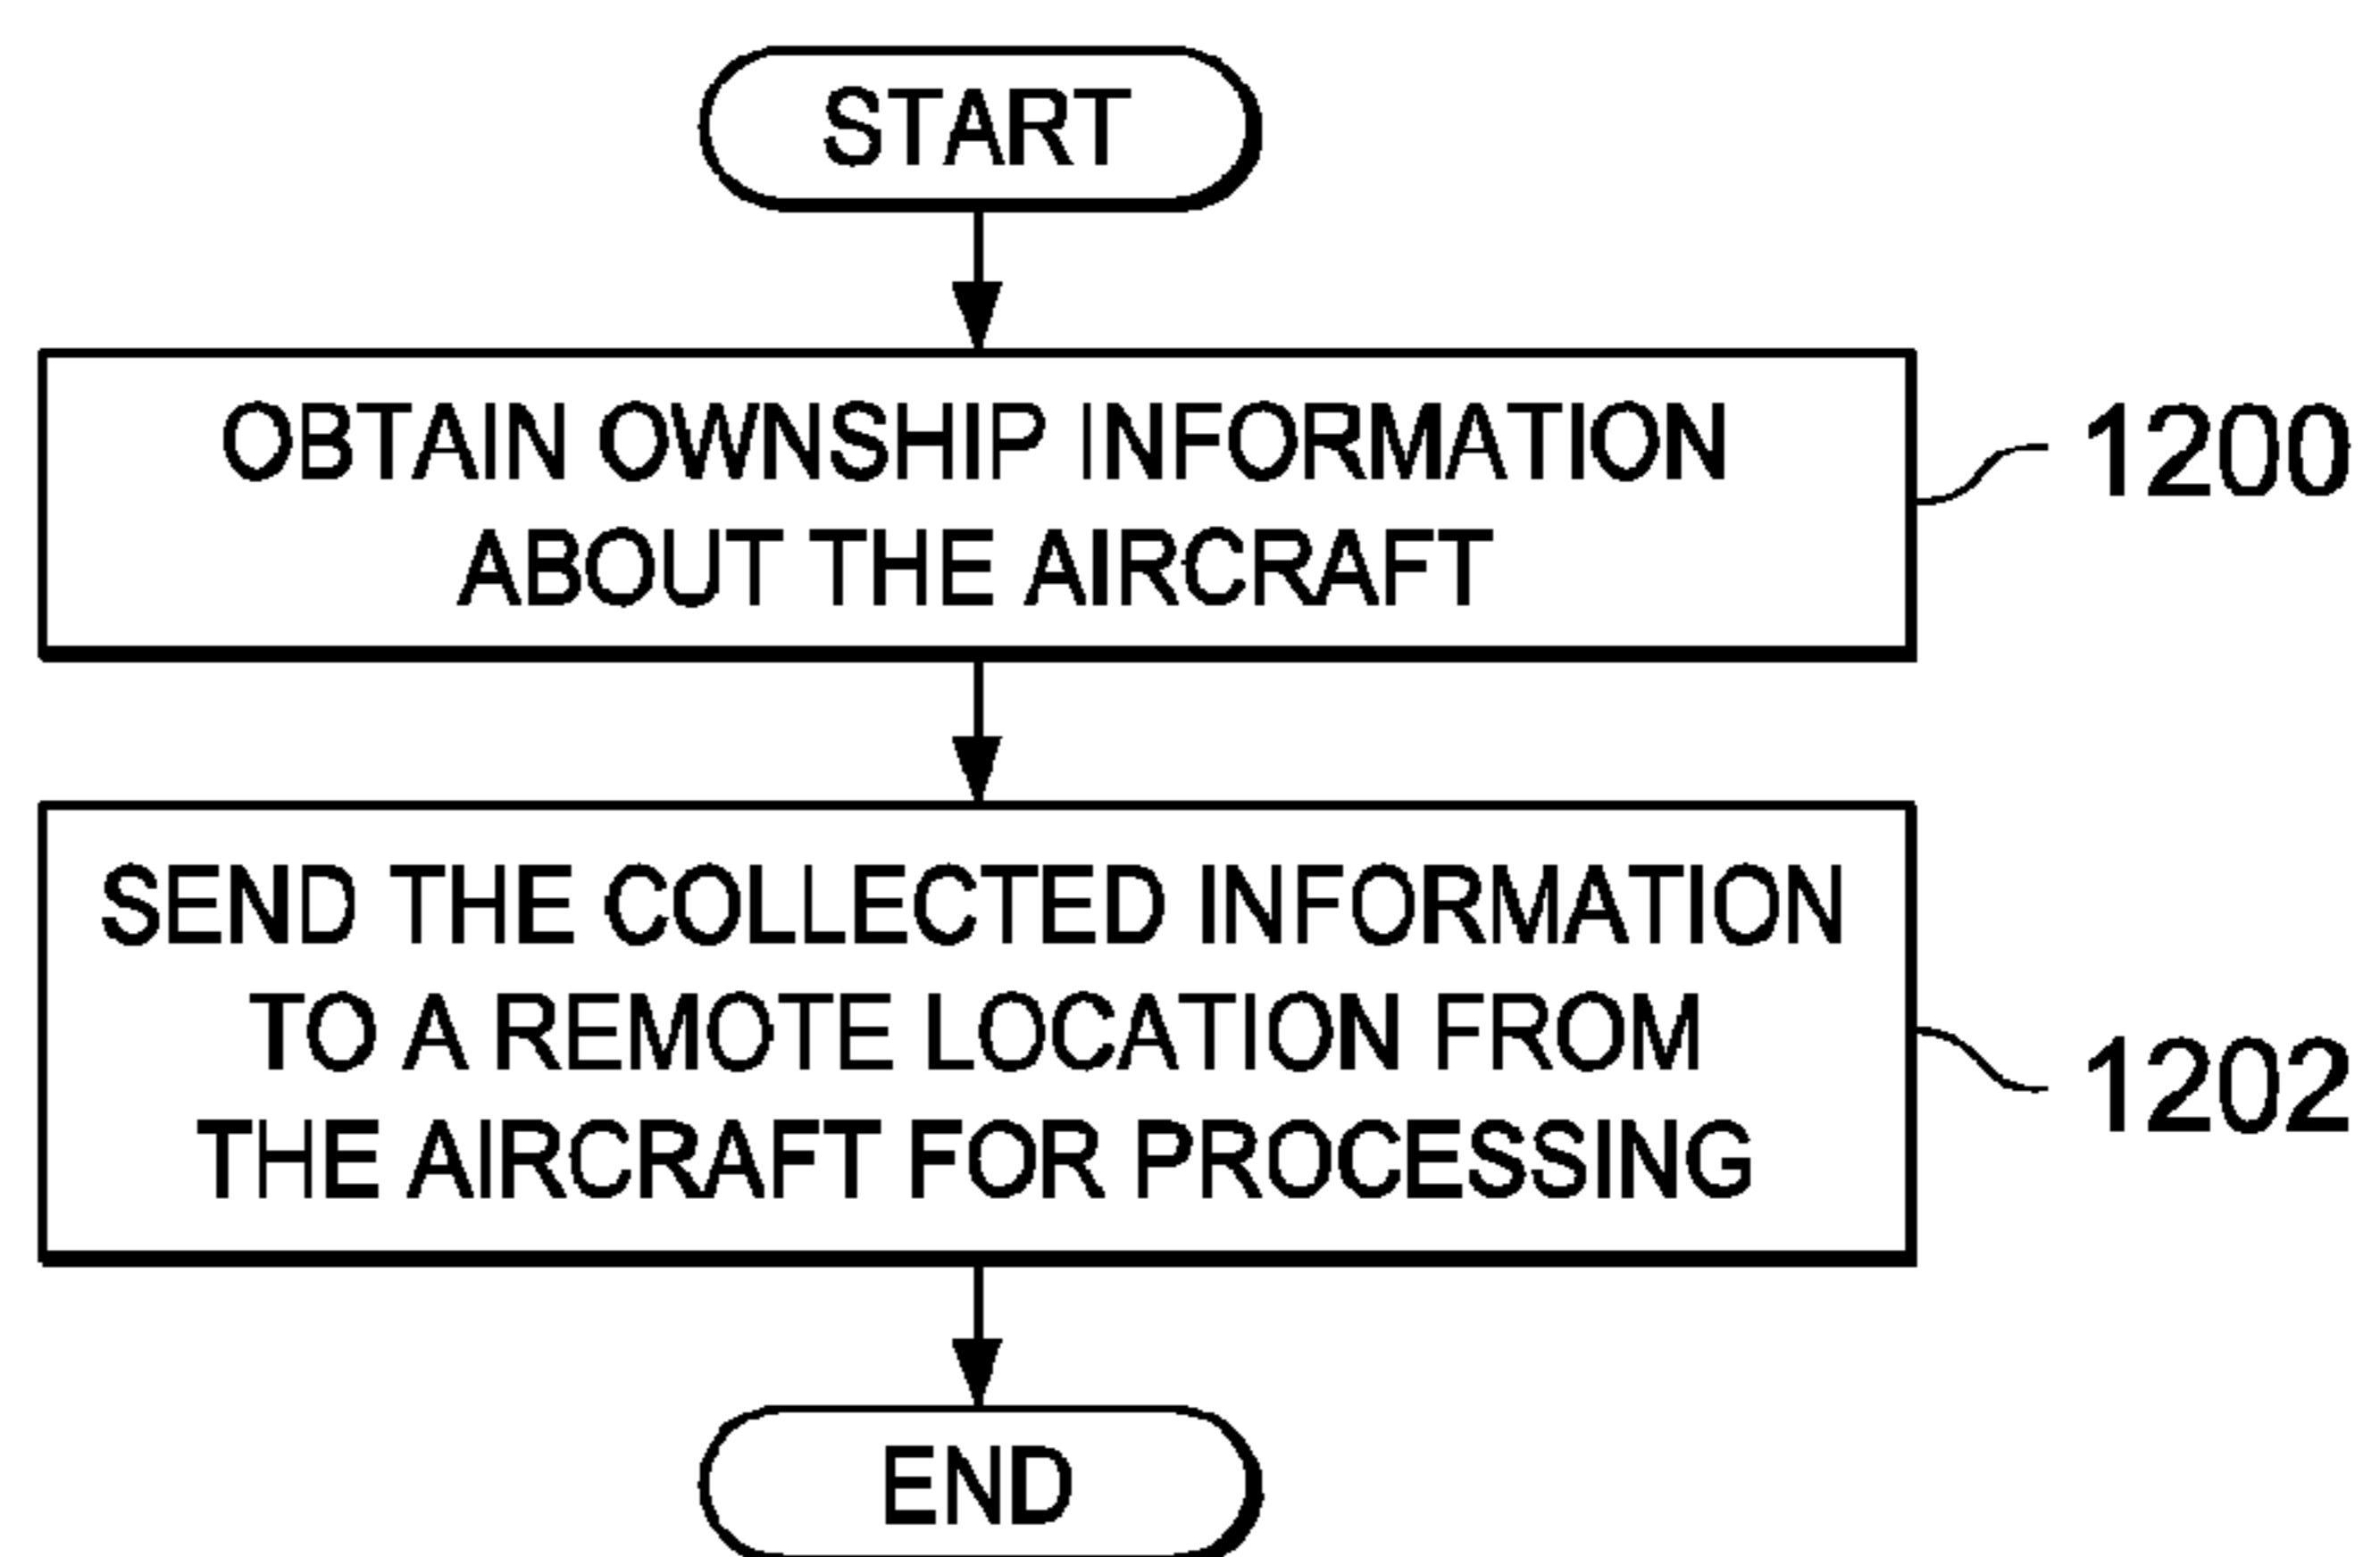 START
OBTAIN OWNSHIP INFORMATION
ABOUT THE AIRCRAFT
1200
SEND THE COLLECTED INFORMATION
TO A REMOTE LOCATION FROM
THE AIRCRAFT FOR PROCESSING
1202
END